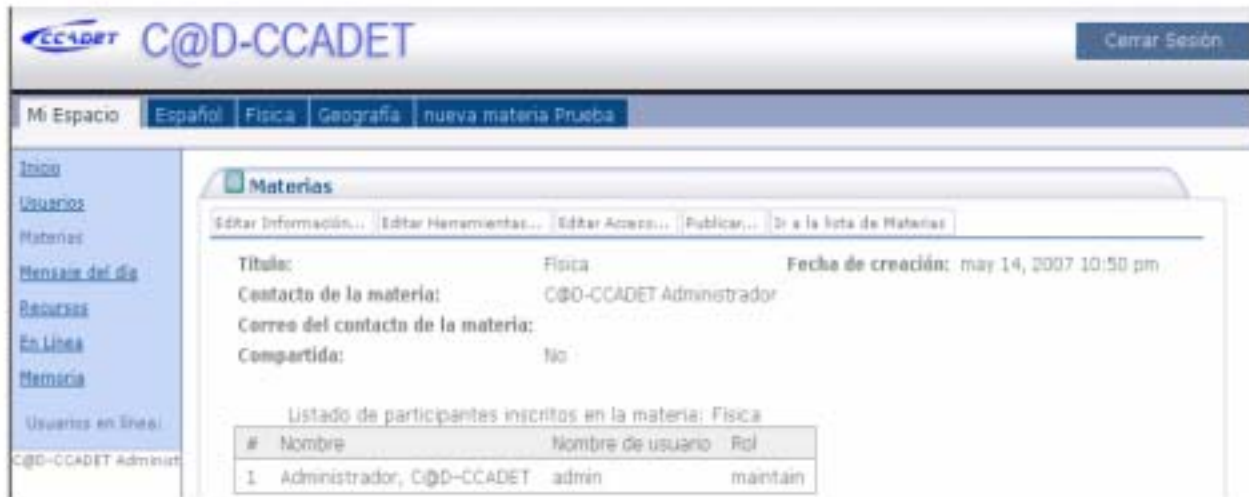 CCADET C@D-CCADET
Cerrar Sesión
Mi Espacio Español Física Geografía nueva materia Prueba
Inicio
Usuarios
Materias
Mensaje del día
Recursos
En Línea
Memoria
Usuarios en línea:
C@D-CCADET Administ
Materias
Editar Información... Editar Herramientas... Editar Acceso... Publicar... Ir a la lista de Materias
Título: Física Fecha de creación: may 14, 2007 10:50 pm
Contacto de la materia: C@D-CCADET Administrador
Correo del contacto de la materia:
Compartida: No
Listado de participantes inscritos en la materia: Física
# Nombre Nombre de usuario Rol
1 Administrador, C@D-CCADET admin maintain